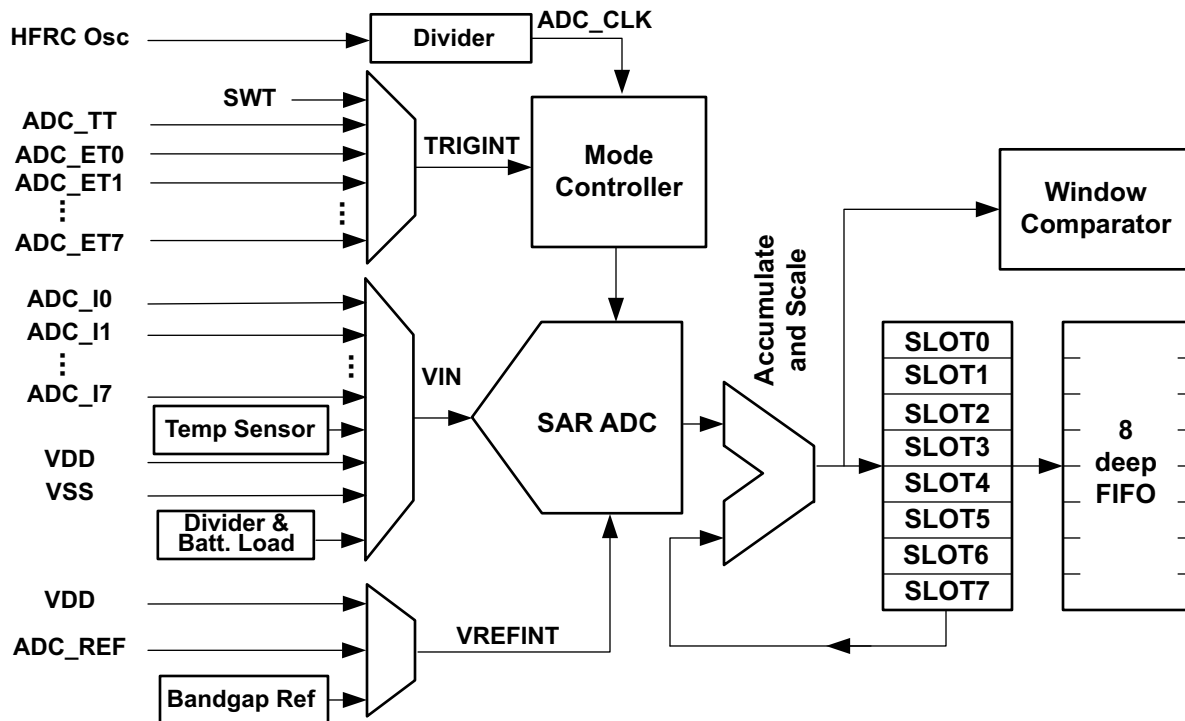 HFRC Osc
Divider
ADC_CLK
SWT
ADC_TT
ADC_ET0
ADC_ET1
ADC_ET7
TRIGINT
Mode
Controller
Window
Comparator
ADC_I0
ADC_I1
ADC_I7
Temp Sensor
VDD
VSS
Divider &
Batt. Load
VIN
SAR ADC
Accumulate
and Scale
SLOT0
SLOT1
SLOT2
SLOT3
SLOT4
SLOT5
SLOT6
SLOT7
8
deep
FIFO
VDD
ADC_REF
Bandgap Ref
VREFINT